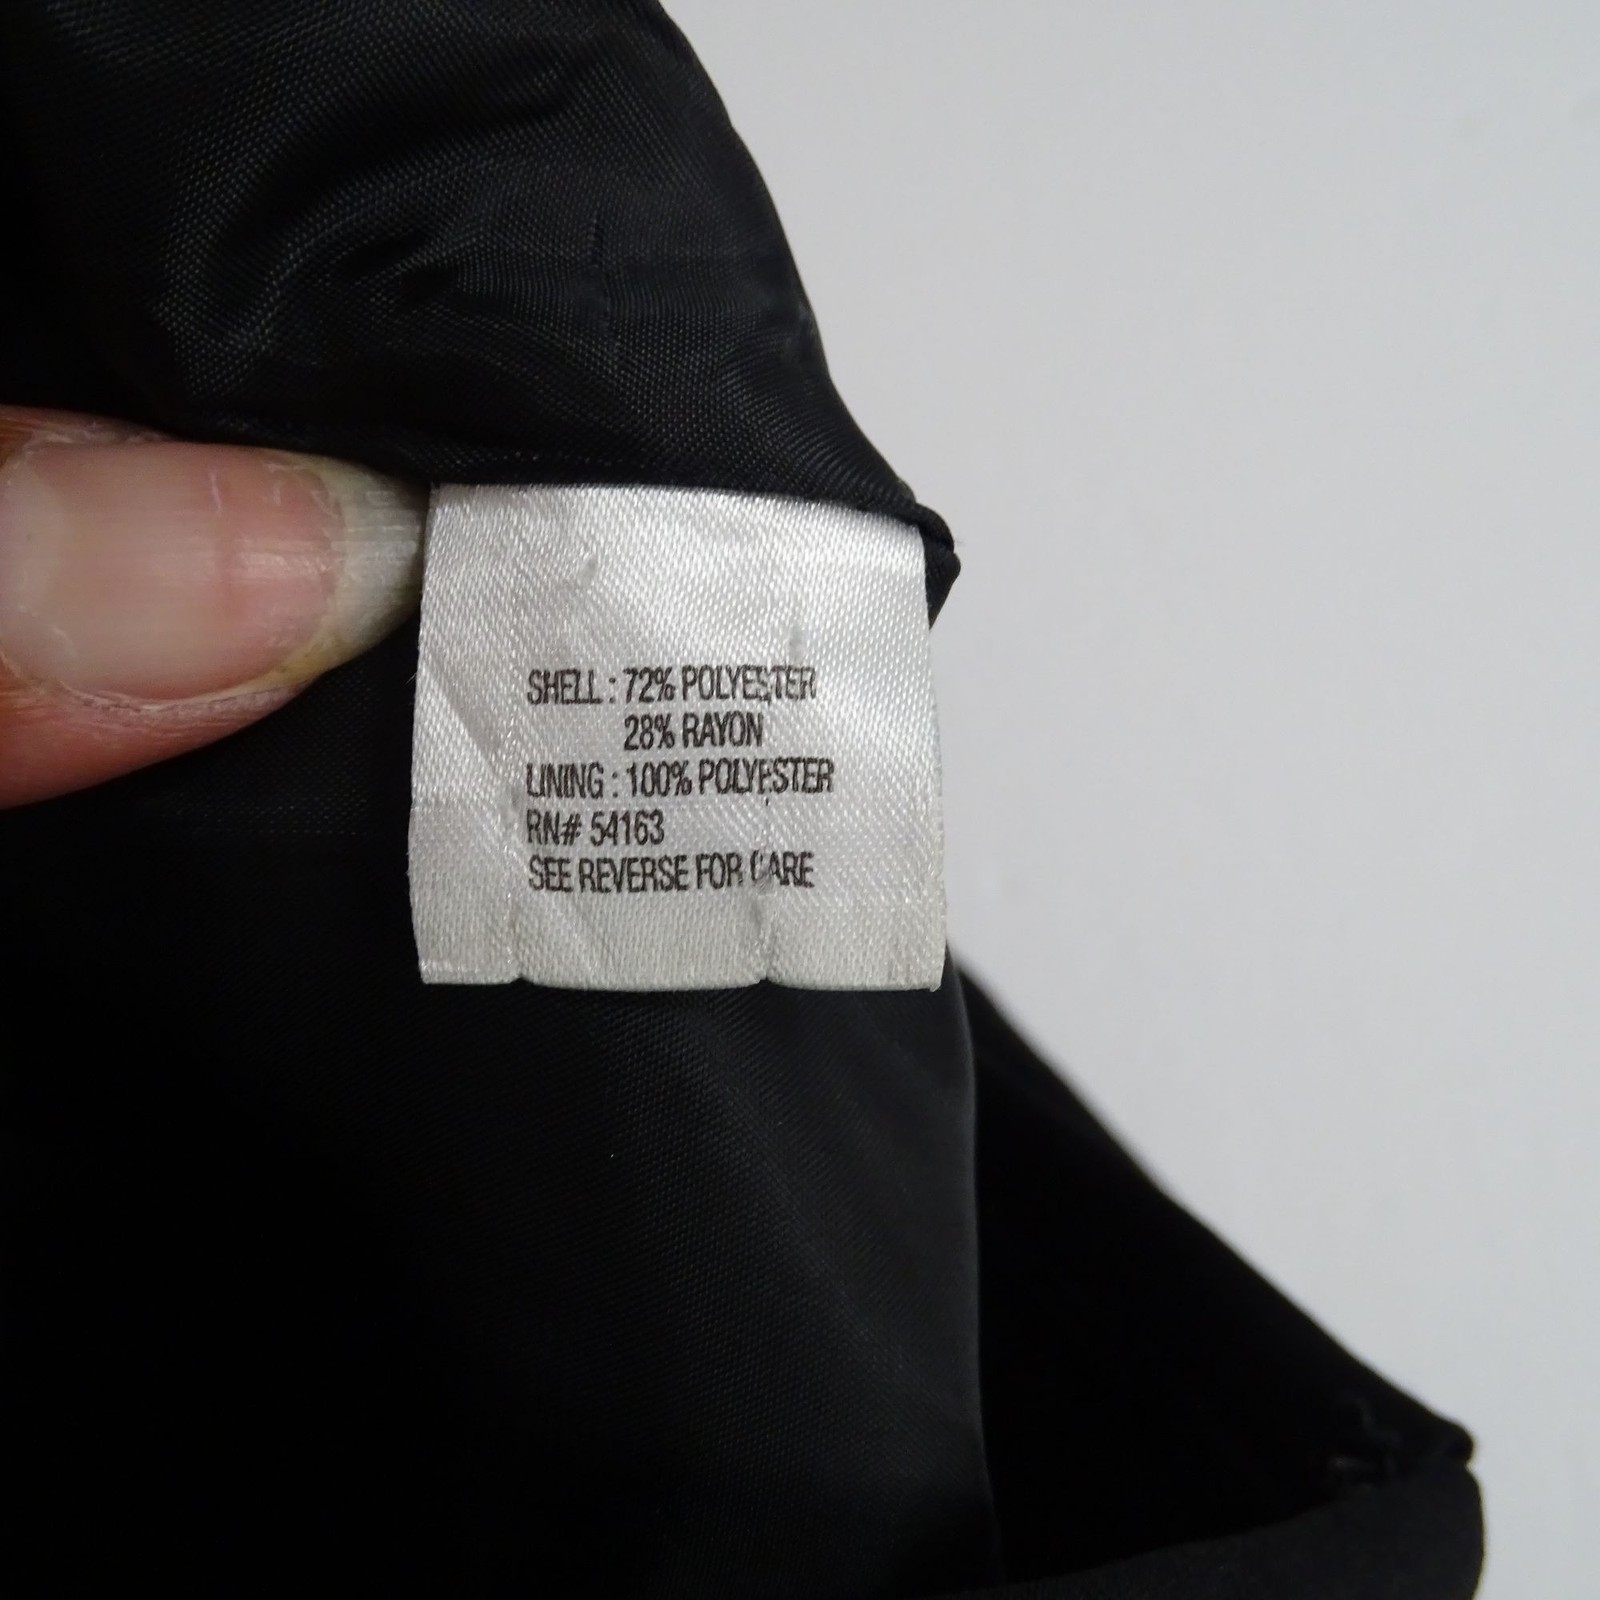 SHELL : 72% POLYESTER
28% RAYON
LINING : 100% POLYESTER
RN# 54163
SEE REVERSE FOR CARE